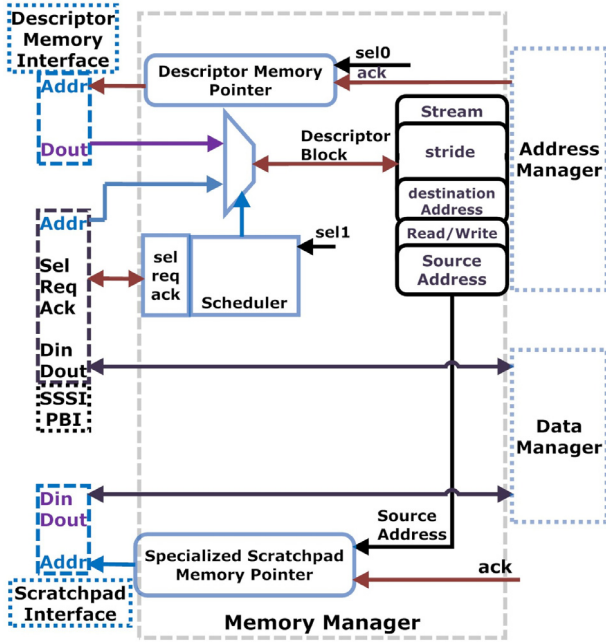 Descriptor
Memory
Interface
Addr
Dout
Descriptor Memory
Pointer
sel0
ack
Descriptor
Block
Stream
stride
destination
Address
Read/Write
Source
Address
Address
Manager
Addr
Sel
Req
Ack
Din
Dout
SSSI
PBI
sel
req
ack
Scheduler
sel1
Data
Manager
Din
Dout
Addr
Scratchpad
Interface
Source
Address
Specialized Scratchpad
Memory Pointer
ack
Memory Manager